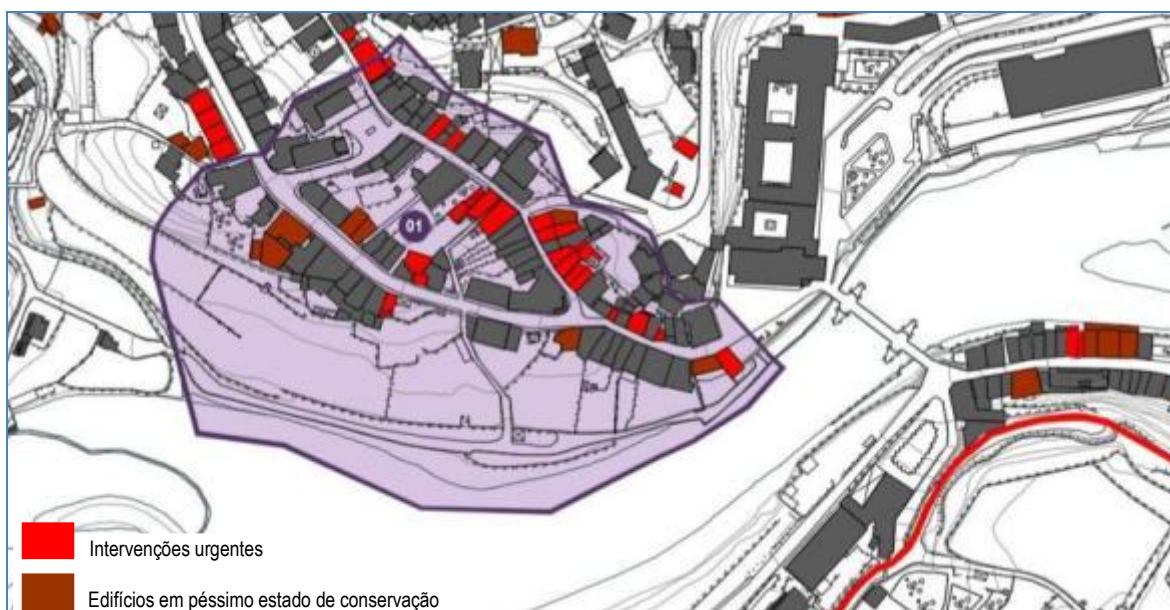 01
Intervenções urgentes
Edifícios em péssimo estado de conservação